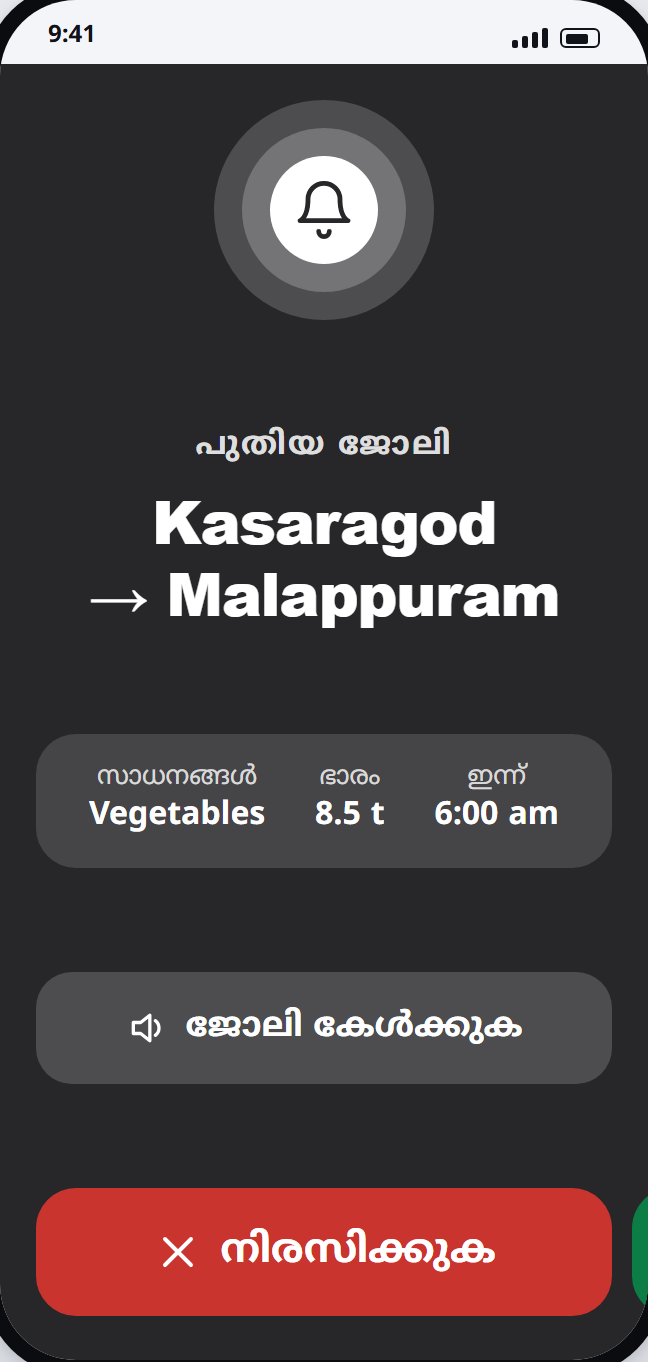 9:41
പുതിയ ജോലി
Kasaragod
→ Malappuram
സാധനങ്ങൾ ഭാരം ഇന്ന്
Vegetables 8.5 t 6:00 am
ജോലി കേൾക്കുക
നിരസിക്കുക